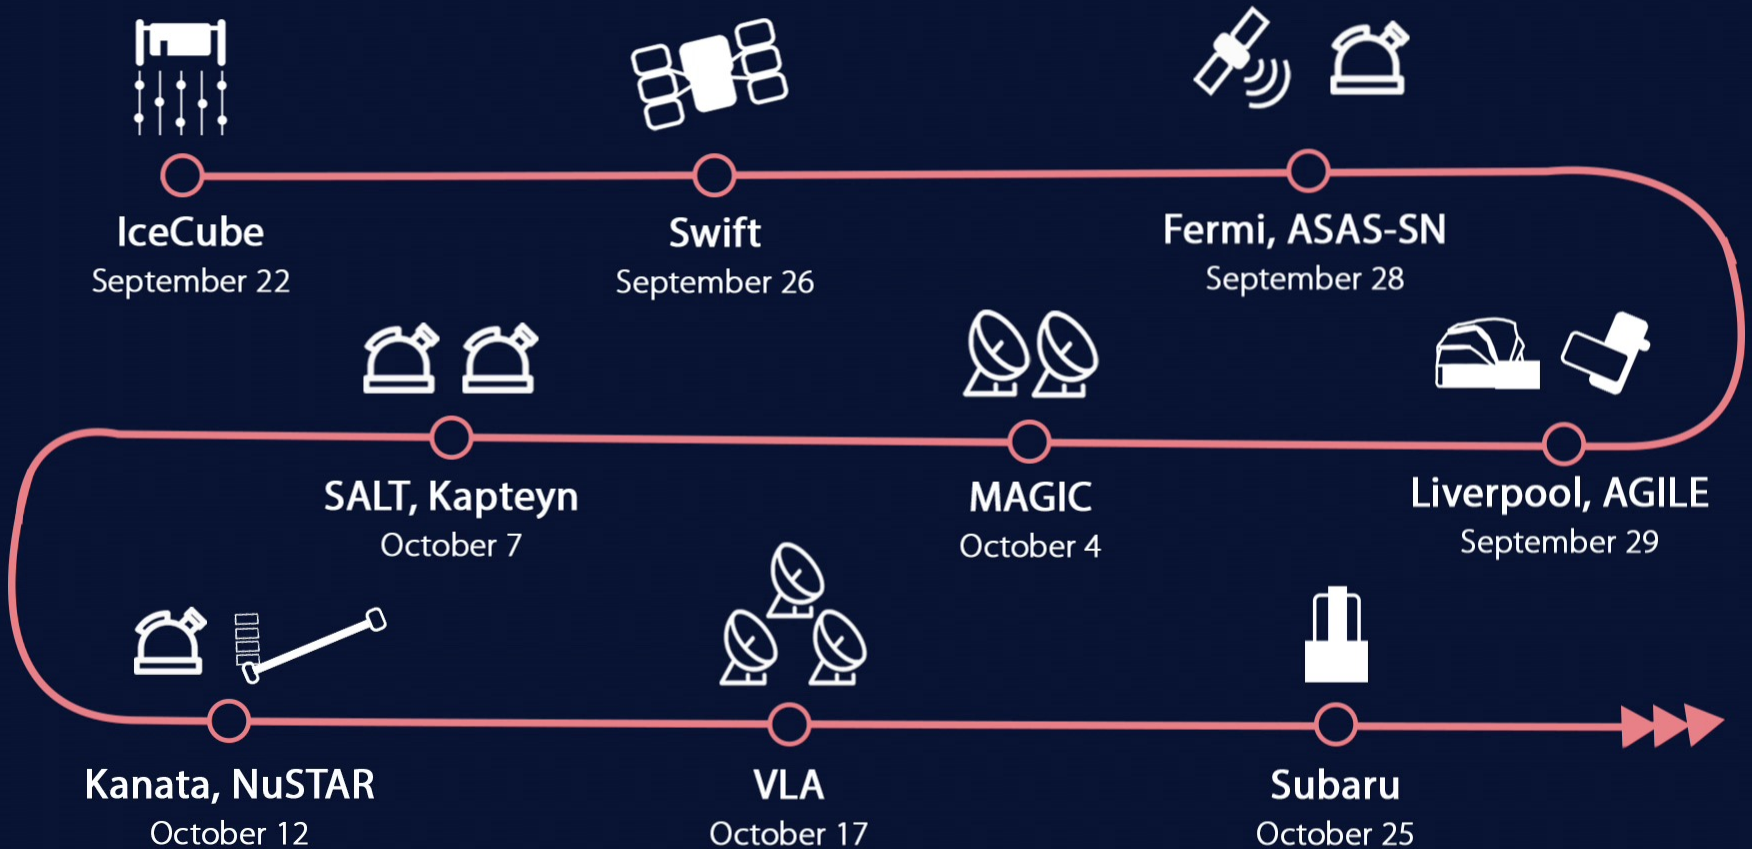 IceCube
September 22
Swift
September 26
Fermi, ASAS-SN
September 28
Liverpool, AGILE
September 29
MAGIC
October 4
SALT, Kapteyn
October 7
Kanata, NuSTAR
October 12
VLA
October 17
Subaru
October 25